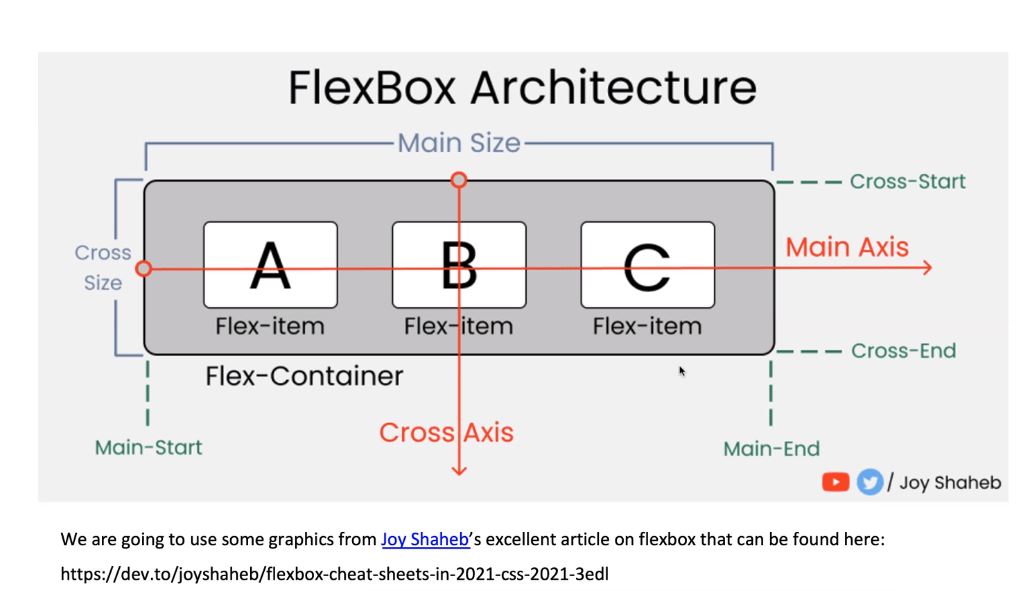 FlexBox Architecture
Main Size
Cross-Start
Cross
Size
A
B
C
Main Axis
Flex-item
Flex-item
Flex-item
Cross-End
Flex-Container
Cross Axis
Main-Start
Main-End
/ Joy Shaheb
We are going to use some graphics from Joy Shaheb’s excellent article on flexbox that can be found here:
https://dev.to/joyshaheb/flexbox-cheat-sheets-in-2021-css-2021-3edl